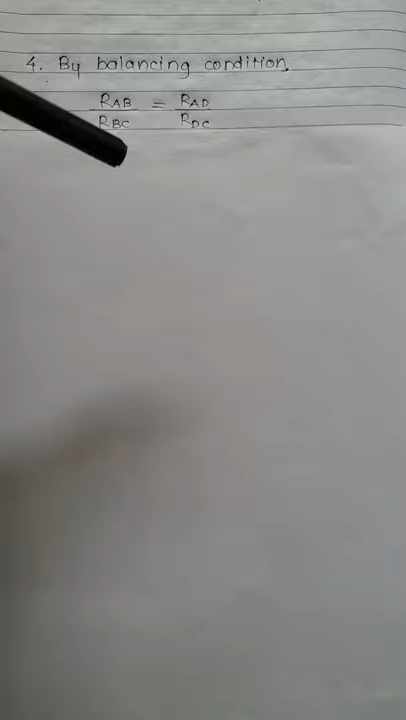 4. By balancing condition,
RAB / RBC = RAD / RDC